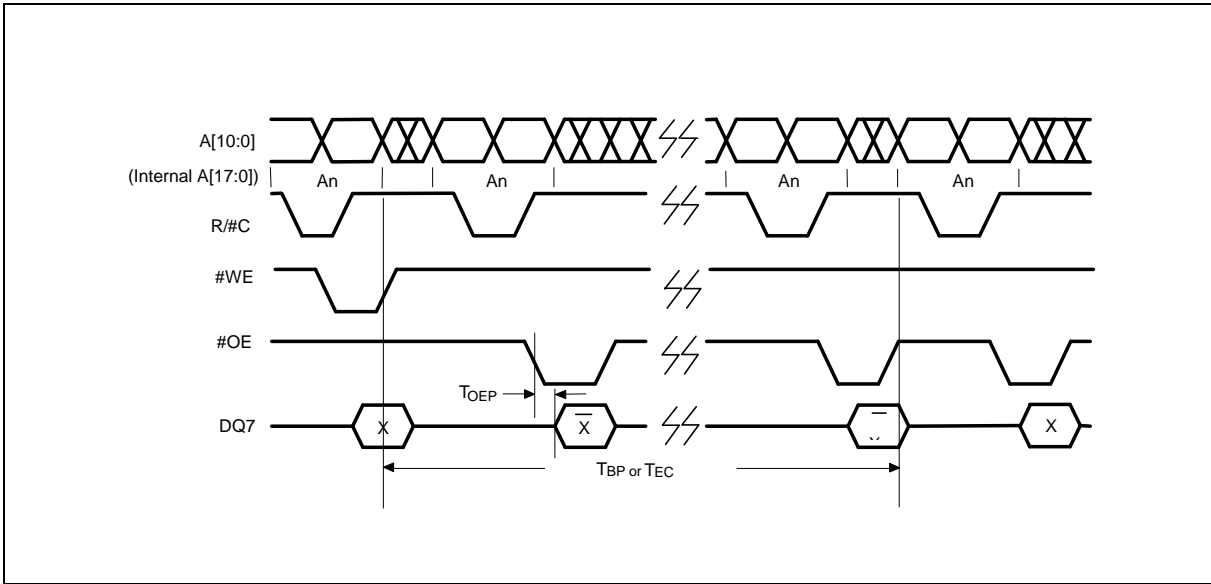 A[10:0]
(Internal A[17:0])
An An An An
R/#C
#WE
#OE
TOEP
DQ7
X X̅ X
TBP or TEC